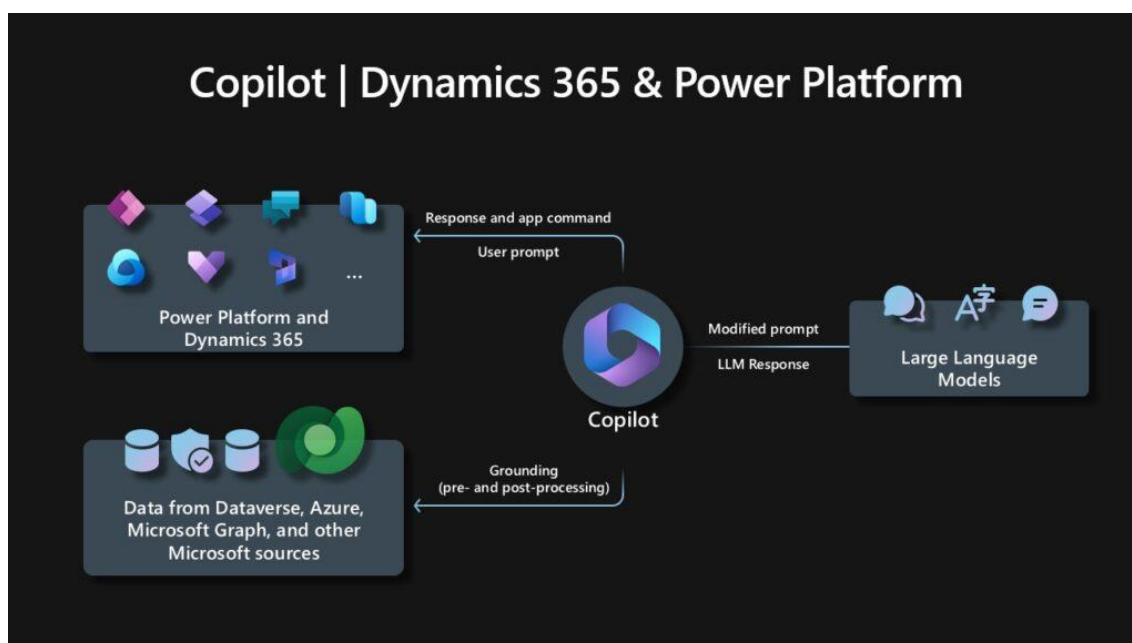 Copilot | Dynamics 365 & Power Platform
Response and app command
User prompt
...
Power Platform and
Dynamics 365
Modified prompt
LLM Response
A字
Large Language
Models
Copilot
Grounding
(pre- and post-processing)
Data from Dataverse, Azure,
Microsoft Graph, and other
Microsoft sources